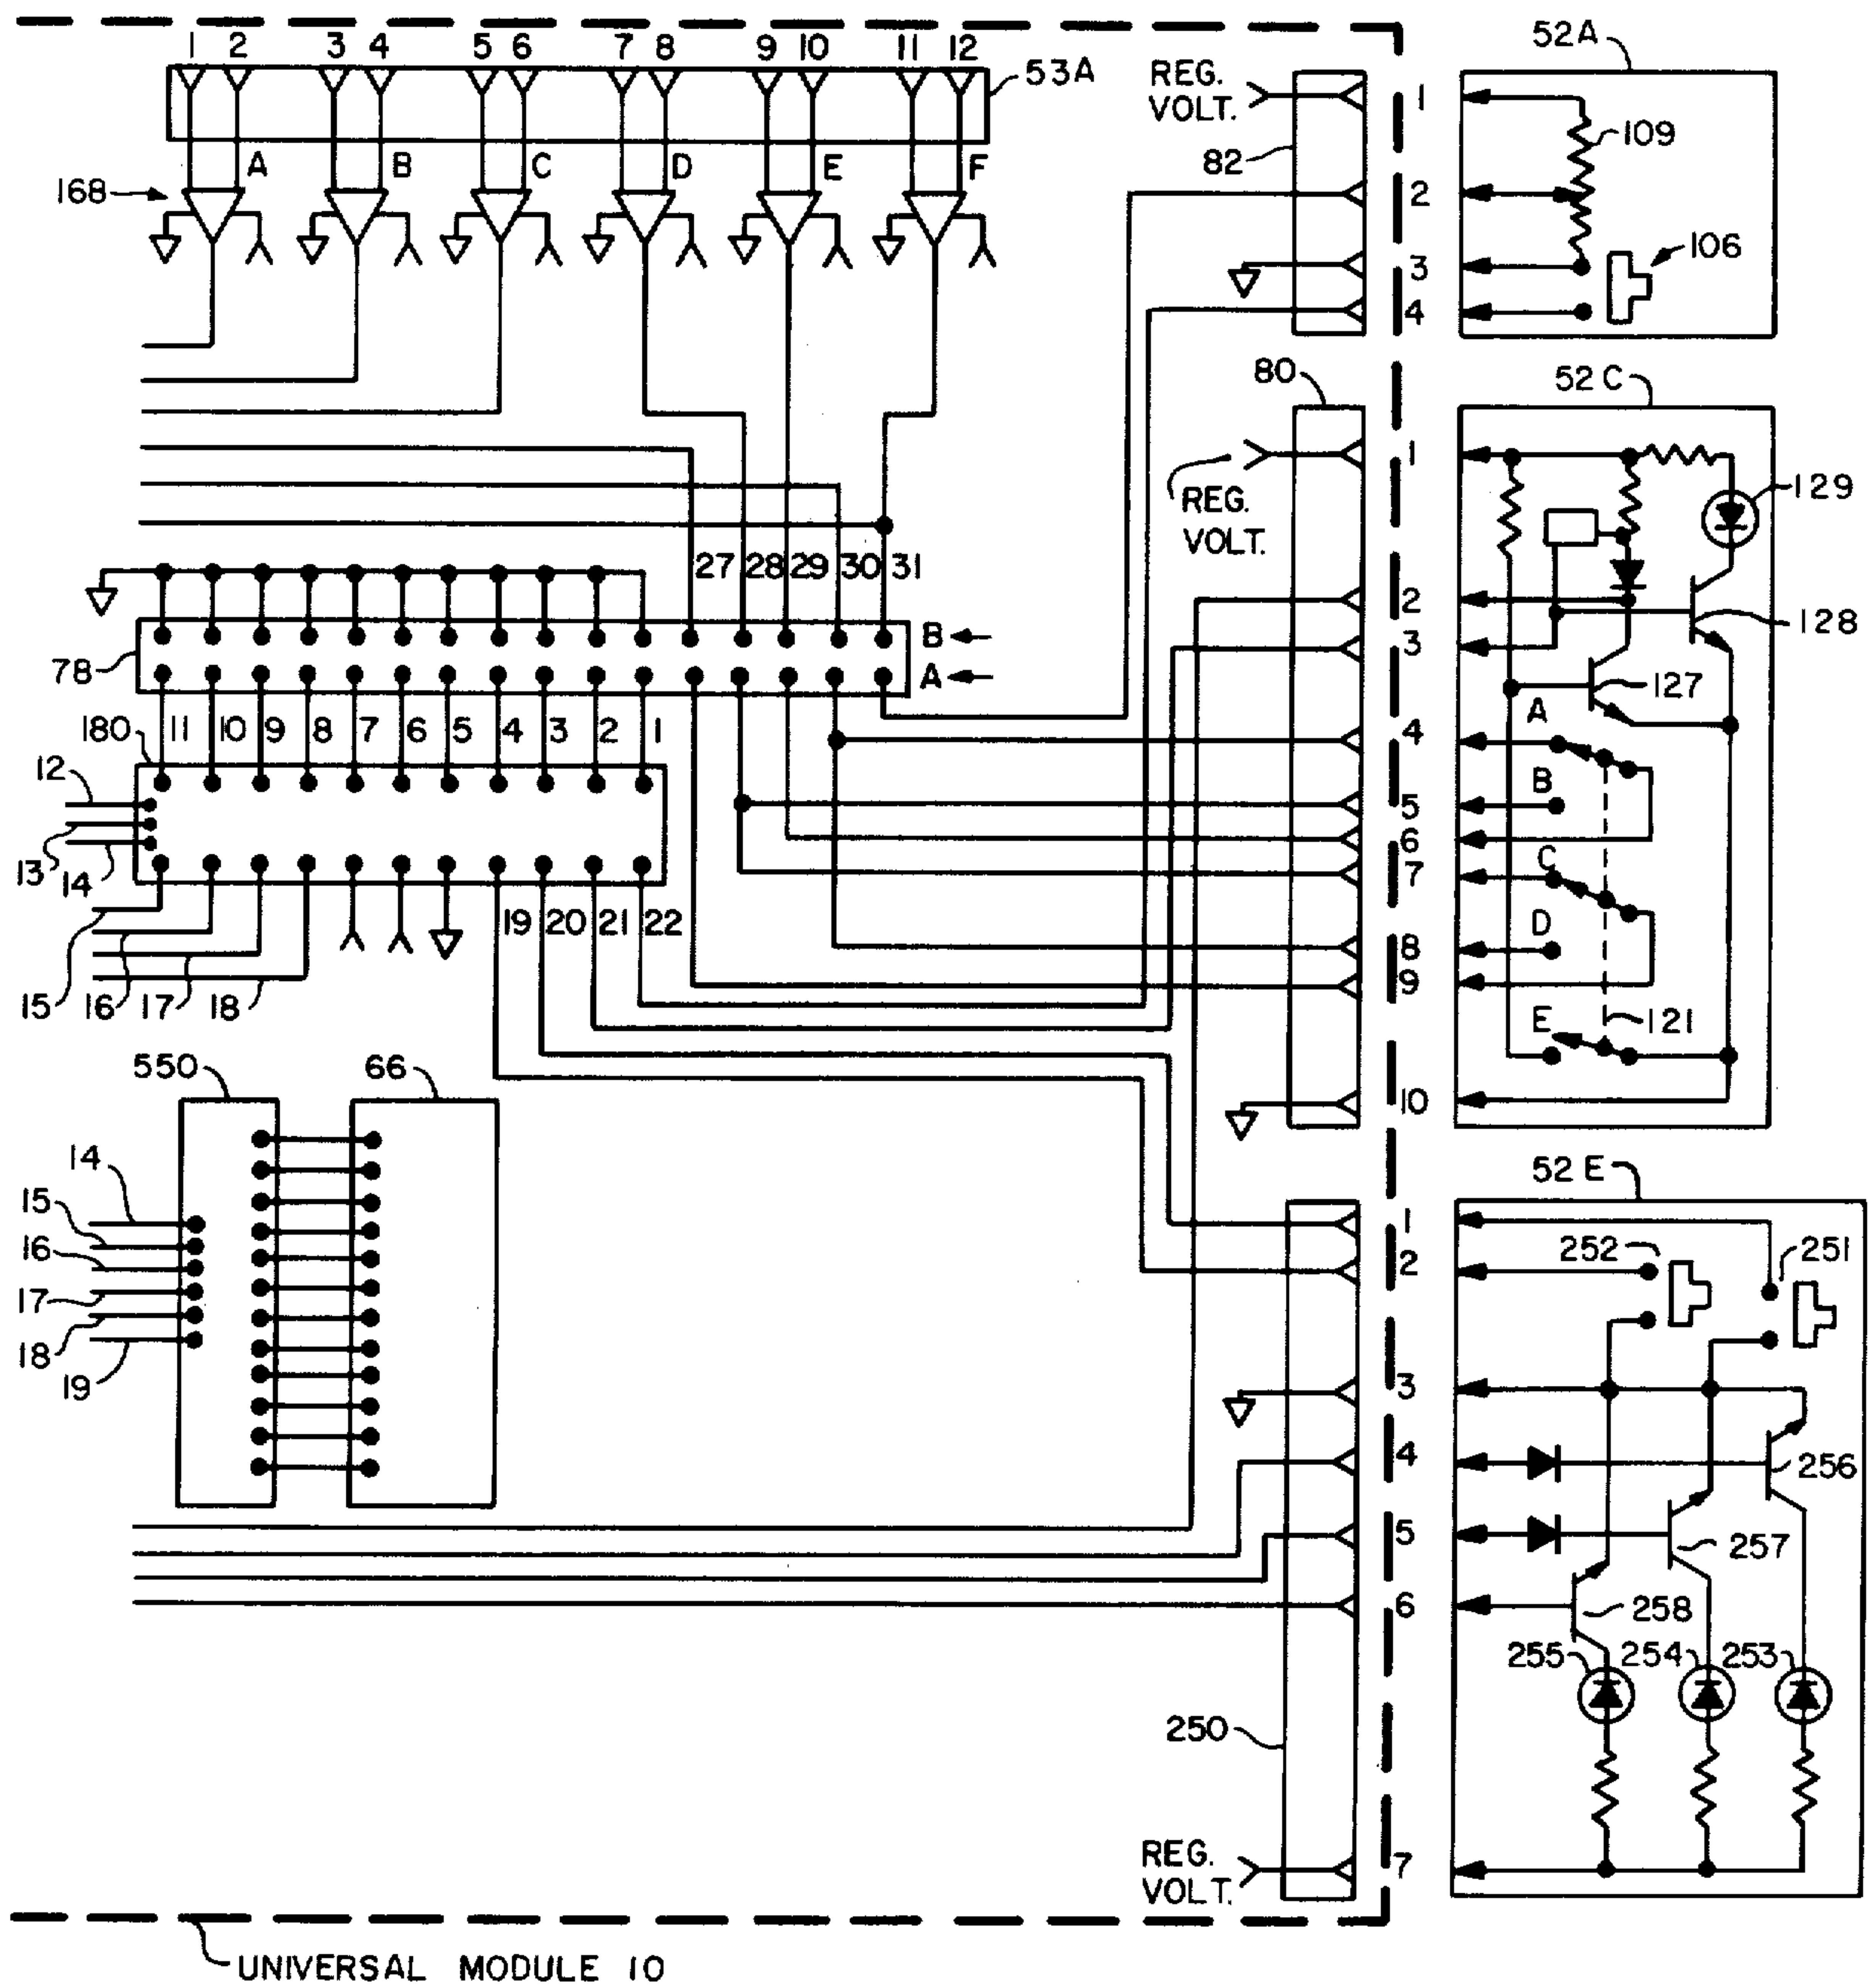 1 2 3 4 5 6 7 8 9 10 11 12
53A
A B C D E F
168
REG.
VOLT.
82
1
2
3
4
52A
109
106
80
REG.
VOLT.
1
2
3
4
5
6
7
8
9
10
52C
129
128
127
A
B
C
D
E
121
27 28 29 30 31
B
A
78
11 10 9 8 7 6 5 4 3 2 1
180
12
13
14
15 16 17 18
19 20 21 22
550
66
14
15
16
17
18
19
1
2
3
4
5
6
7
250
REG.
VOLT.
52E
252
251
256
257
258
255 254 253
UNIVERSAL MODULE 10